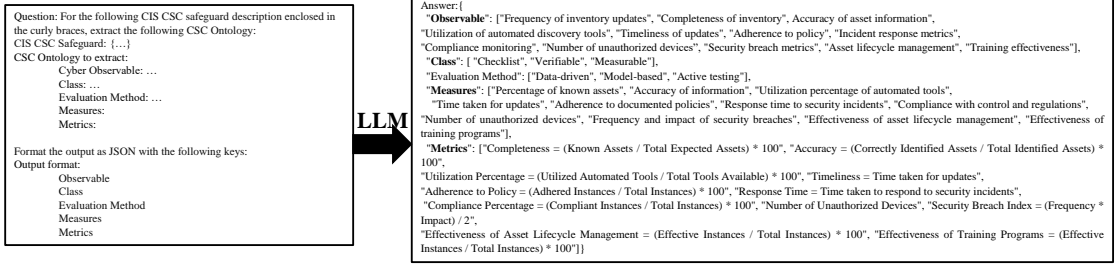 Question: For the following CIS CSC safeguard description enclosed in
the curly braces, extract the following CSC Ontology:
CIS CSC Safeguard: {…}
CSC Ontology to extract:
Cyber Observable: …
Class: …
Evaluation Method: …
Measures:
Metrics:
Format the output as JSON with the following keys:
Output format:
Observable
Class
Evaluation Method
Measures
Metrics
LLM
Answer:{
"Observable": ["Frequency of inventory updates", "Completeness of inventory", Accuracy of asset information",
"Utilization of automated discovery tools", "Timeliness of updates", "Adherence to policy", "Incident response metrics",
"Compliance monitoring", "Number of unauthorized devices", "Security breach metrics", "Asset lifecycle management", "Training effectiveness"],
"Class": [ "Checklist", "Verifiable", "Measurable"],
"Evaluation Method": ["Data-driven", "Model-based", "Active testing"],
"Measures": ["Percentage of known assets", "Accuracy of information", "Utilization percentage of automated tools",
"Time taken for updates", "Adherence to documented policies", "Response time to security incidents", "Compliance with control and regulations",
"Number of unauthorized devices", "Frequency and impact of security breaches", "Effectiveness of asset lifecycle management", "Effectiveness of
training programs"],
"Metrics": ["Completeness = (Known Assets / Total Expected Assets) * 100", "Accuracy = (Correctly Identified Assets / Total Identified Assets) *
100",
"Utilization Percentage = (Utilized Automated Tools / Total Tools Available) * 100", "Timeliness = Time taken for updates",
"Adherence to Policy = (Adhered Instances / Total Instances) * 100", "Response Time = Time taken to respond to security incidents",
"Compliance Percentage = (Compliant Instances / Total Instances) * 100", "Number of Unauthorized Devices", "Security Breach Index = (Frequency *
Impact) / 2",
"Effectiveness of Asset Lifecycle Management = (Effective Instances / Total Instances) * 100", "Effectiveness of Training Programs = (Effective
Instances / Total Instances) * 100"]}